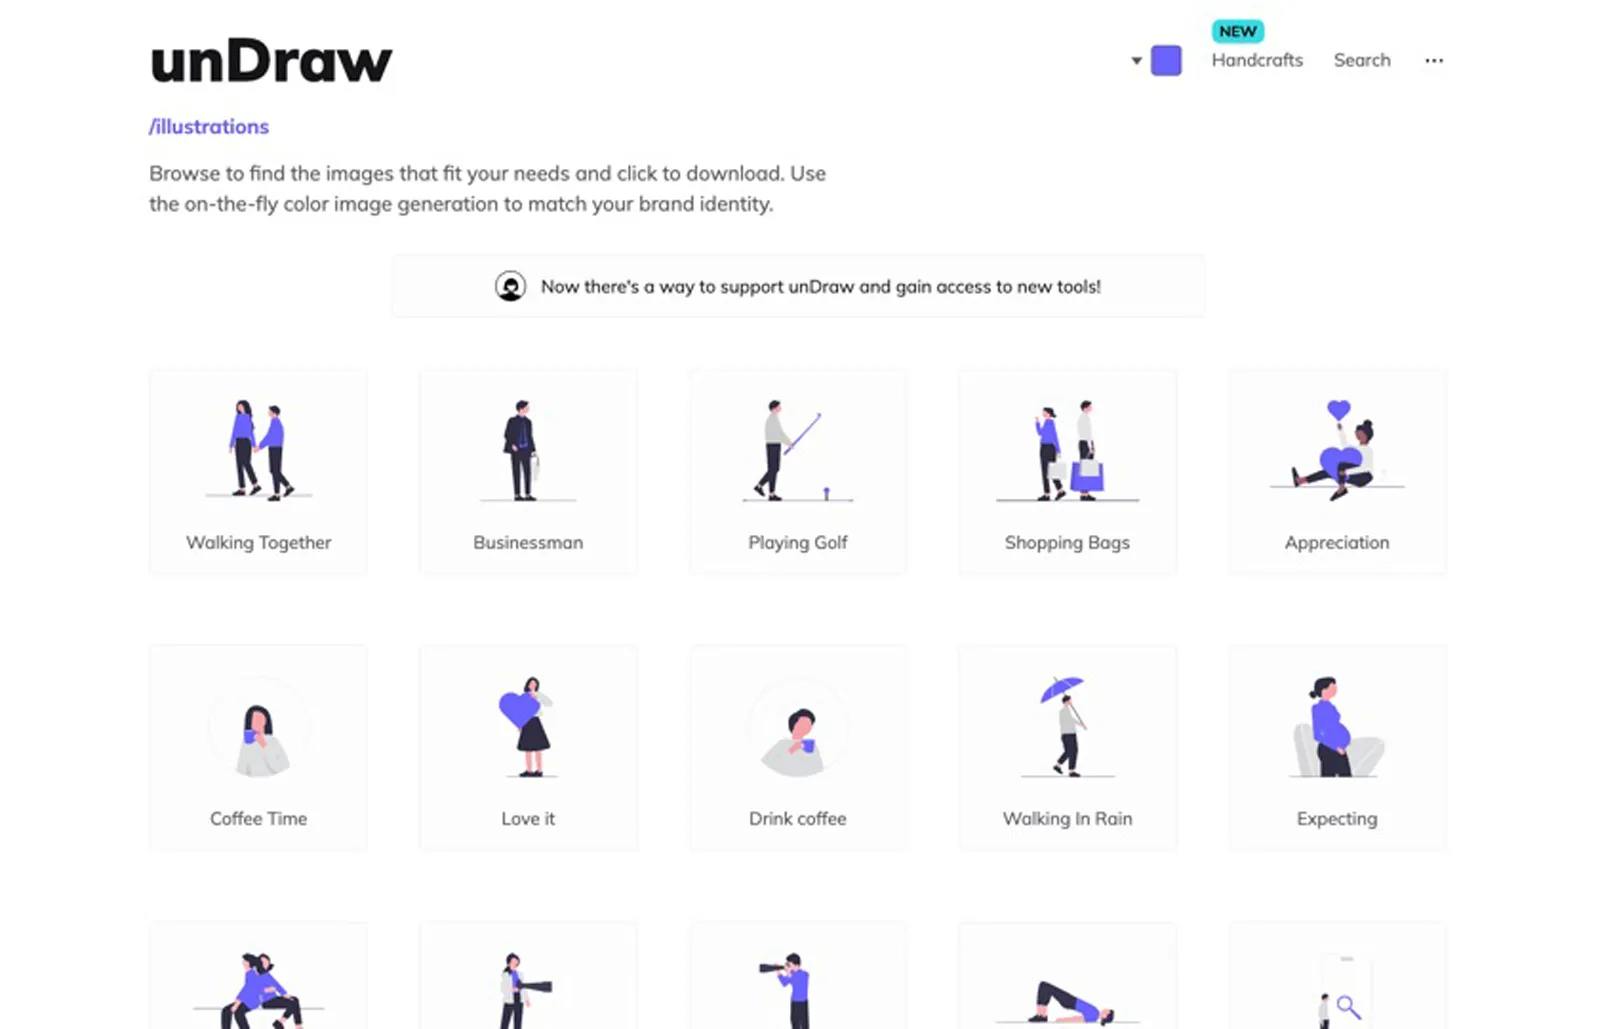 unDraw
NEW
Handcrafts
Search
...
/illustrations
Browse to find the images that fit your needs and click to download. Use
the on-the-fly color image generation to match your brand identity.
Now there's a way to support unDraw and gain access to new tools!
Walking Together
Businessman
Playing Golf
Shopping Bags
Appreciation
Coffee Time
Love it
Drink coffee
Walking In Rain
Expecting